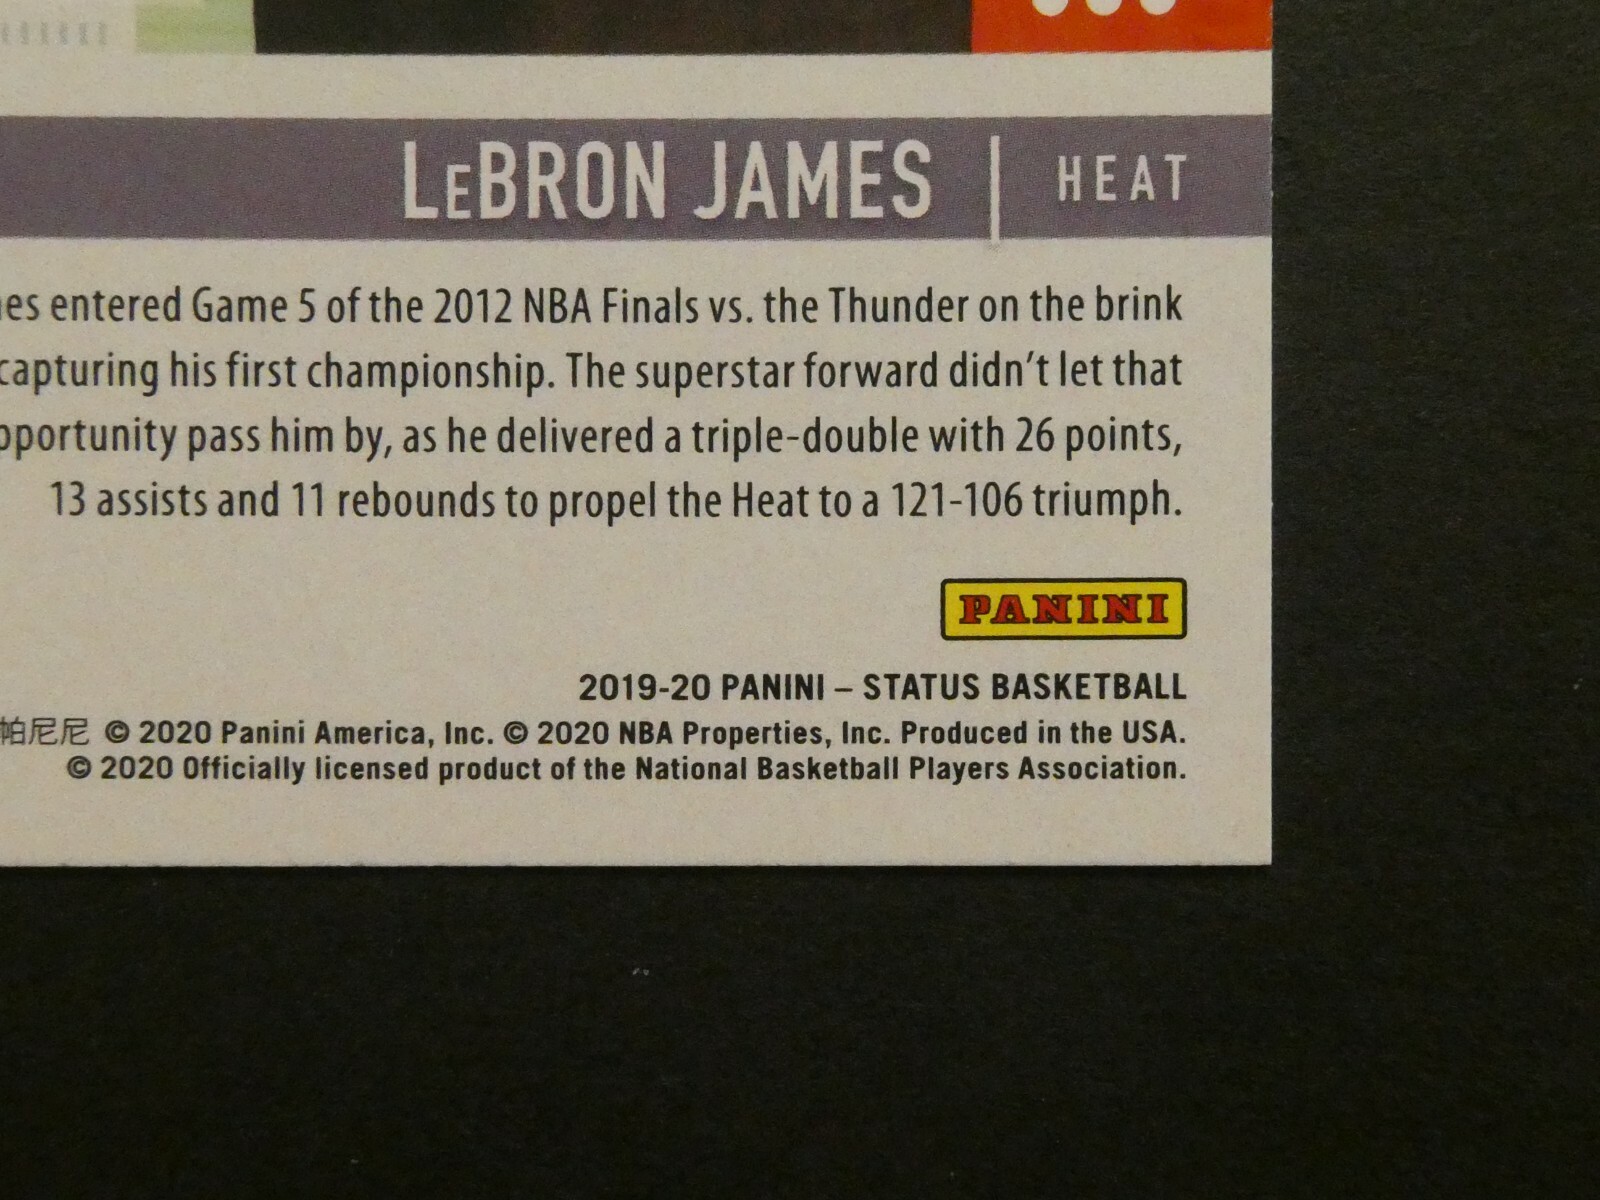 LeBRON JAMES | HEAT
entered Game 5 of the 2012 NBA Finals vs. the Thunder on the brink
capturing his first championship. The superstar forward didn't let that
pass him by, as he delivered a triple-double with 26 points,
13 assists and 11 rebounds to propel the Heat to a 121-106 triumph.
PANINI
2019-20 PANINI – STATUS BASKETBALL
帕尼尼 © 2020 Panini America, Inc. © 2020 NBA Properties, Inc. Produced in the USA.
© 2020 Officially licensed product of the National Basketball Players Association.